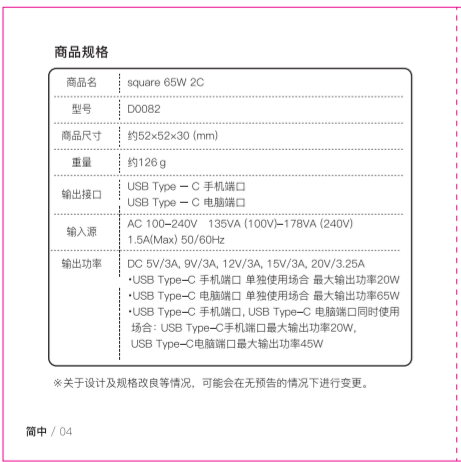 商品规格
商品名 square 65W 2C
型号 D0082
商品尺寸 约52×52×30 (mm)
重量 约126 g
输出接口 USB Type — C 手机端口
USB Type — C 电脑端口
输入源 AC 100–240V 135VA (100V)–178VA (240V)
1.5A(Max) 50/60Hz
输出功率 DC 5V/3A, 9V/3A, 12V/3A, 15V/3A, 20V/3.25A
•USB Type–C 手机端口 单独使用场合 最大输出功率20W
•USB Type–C 电脑端口 单独使用场合 最大输出功率65W
•USB Type–C 手机端口, USB Type–C 电脑端口同时使用
场合：USB Type–C手机端口最大输出功率20W,
USB Type–C电脑端口最大输出功率45W
※关于设计及规格改良等情况，可能会在无预告的情况下进行变更。
简中 / 04